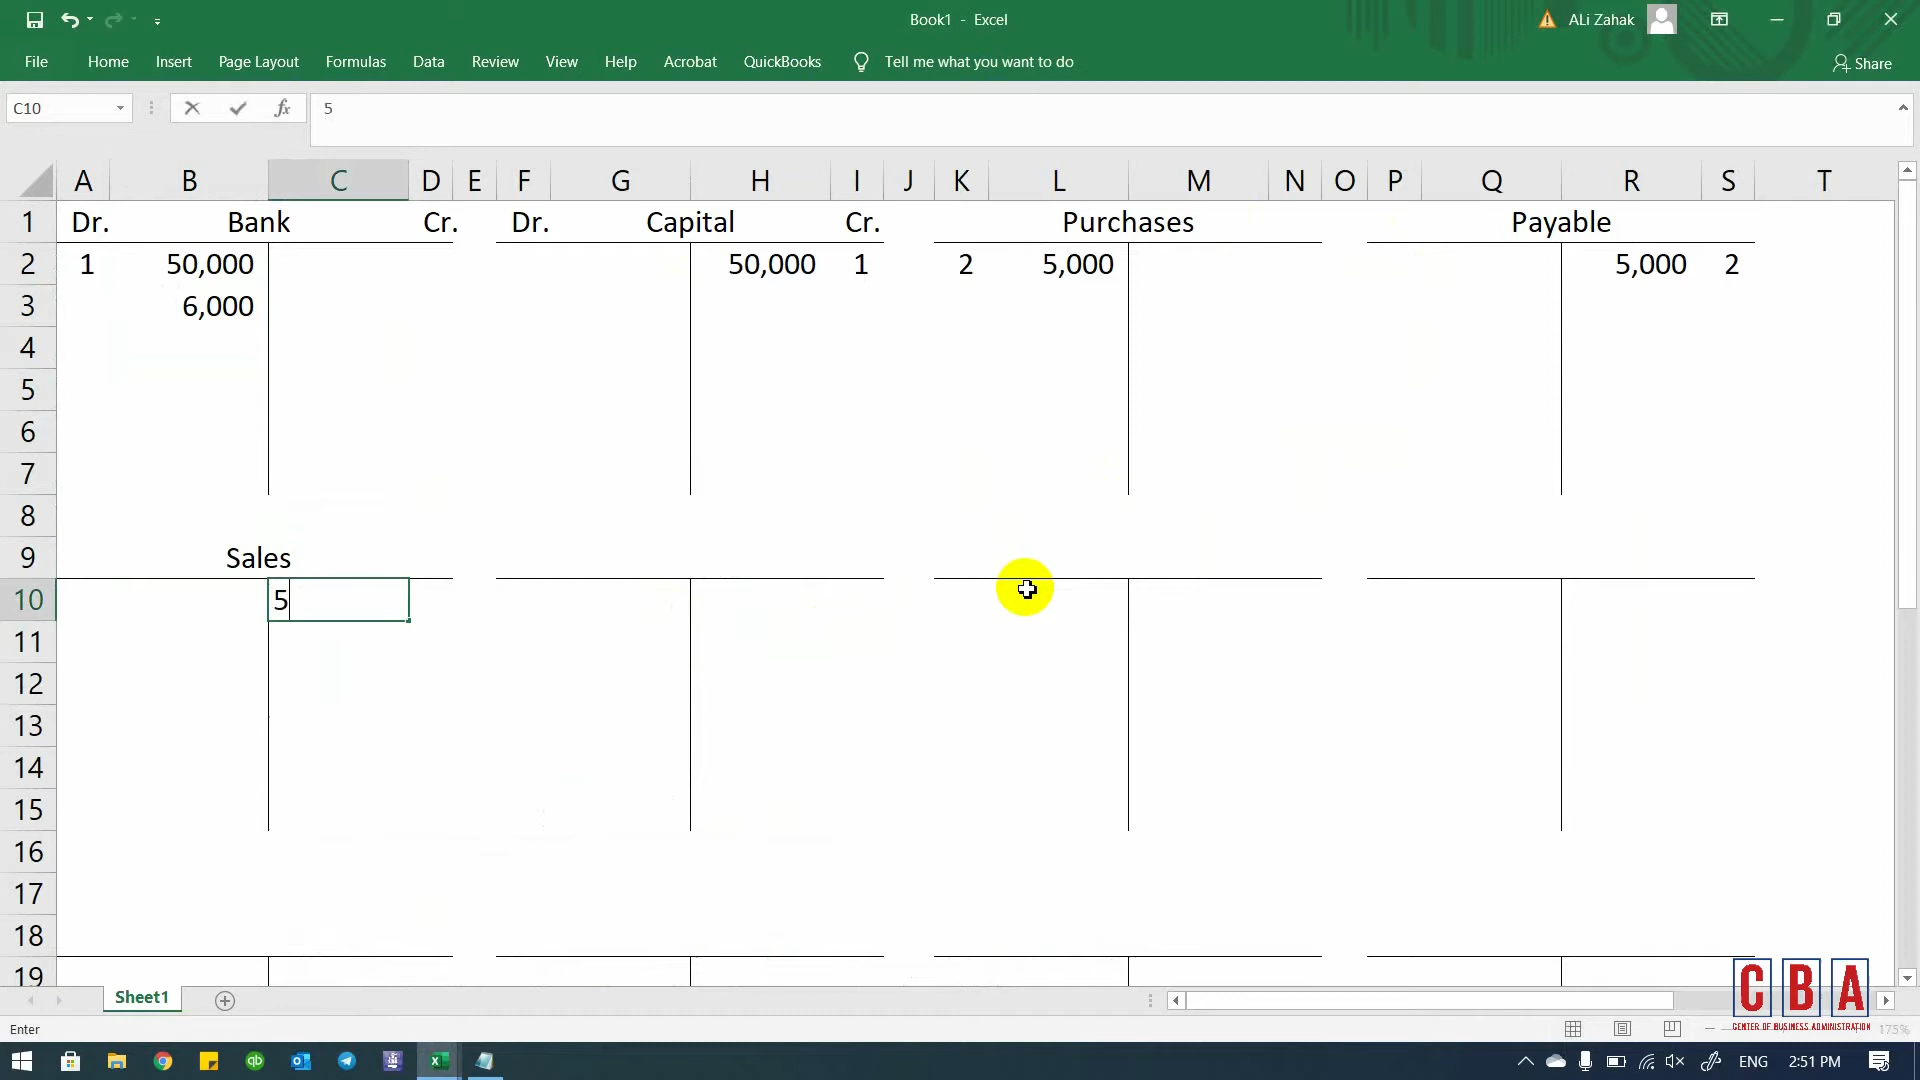 Book1 - Excel
ALi Zahak
File Home Insert Page Layout Formulas Data Review View Help Acrobat QuickBooks Tell me what you want to do Share
C10 fx 5
A B C D E F G H I J K L M N O P Q R S T
1 Dr. Bank Cr. Dr. Capital Cr. Purchases Payable
2 1 50,000 50,000 1 2 5,000 5,000 2
3 6,000
4
5
6
7
8
9 Sales
10 5
11
12
13
14
15
16
17
18
19
Sheet1
CBA
CENTER OF BUSINESS ADMINISTRATION
Enter 175%
ENG 2:51 PM